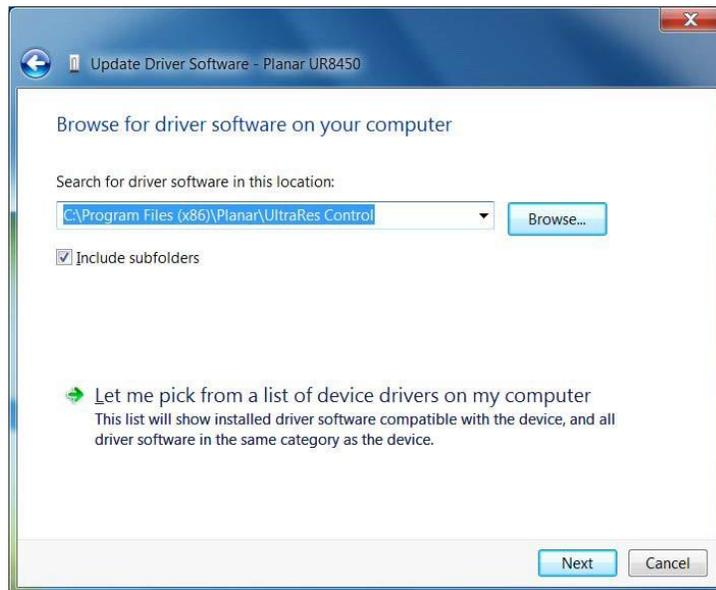 Update Driver Software - Planar UR8450
Browse for driver software on your computer
Search for driver software in this location:
C:\Program Files (x86)\Planar\UltraRes Control
Browse...
Include subfolders
Let me pick from a list of device drivers on my computer
This list will show installed driver software compatible with the device, and all
driver software in the same category as the device.
Next
Cancel